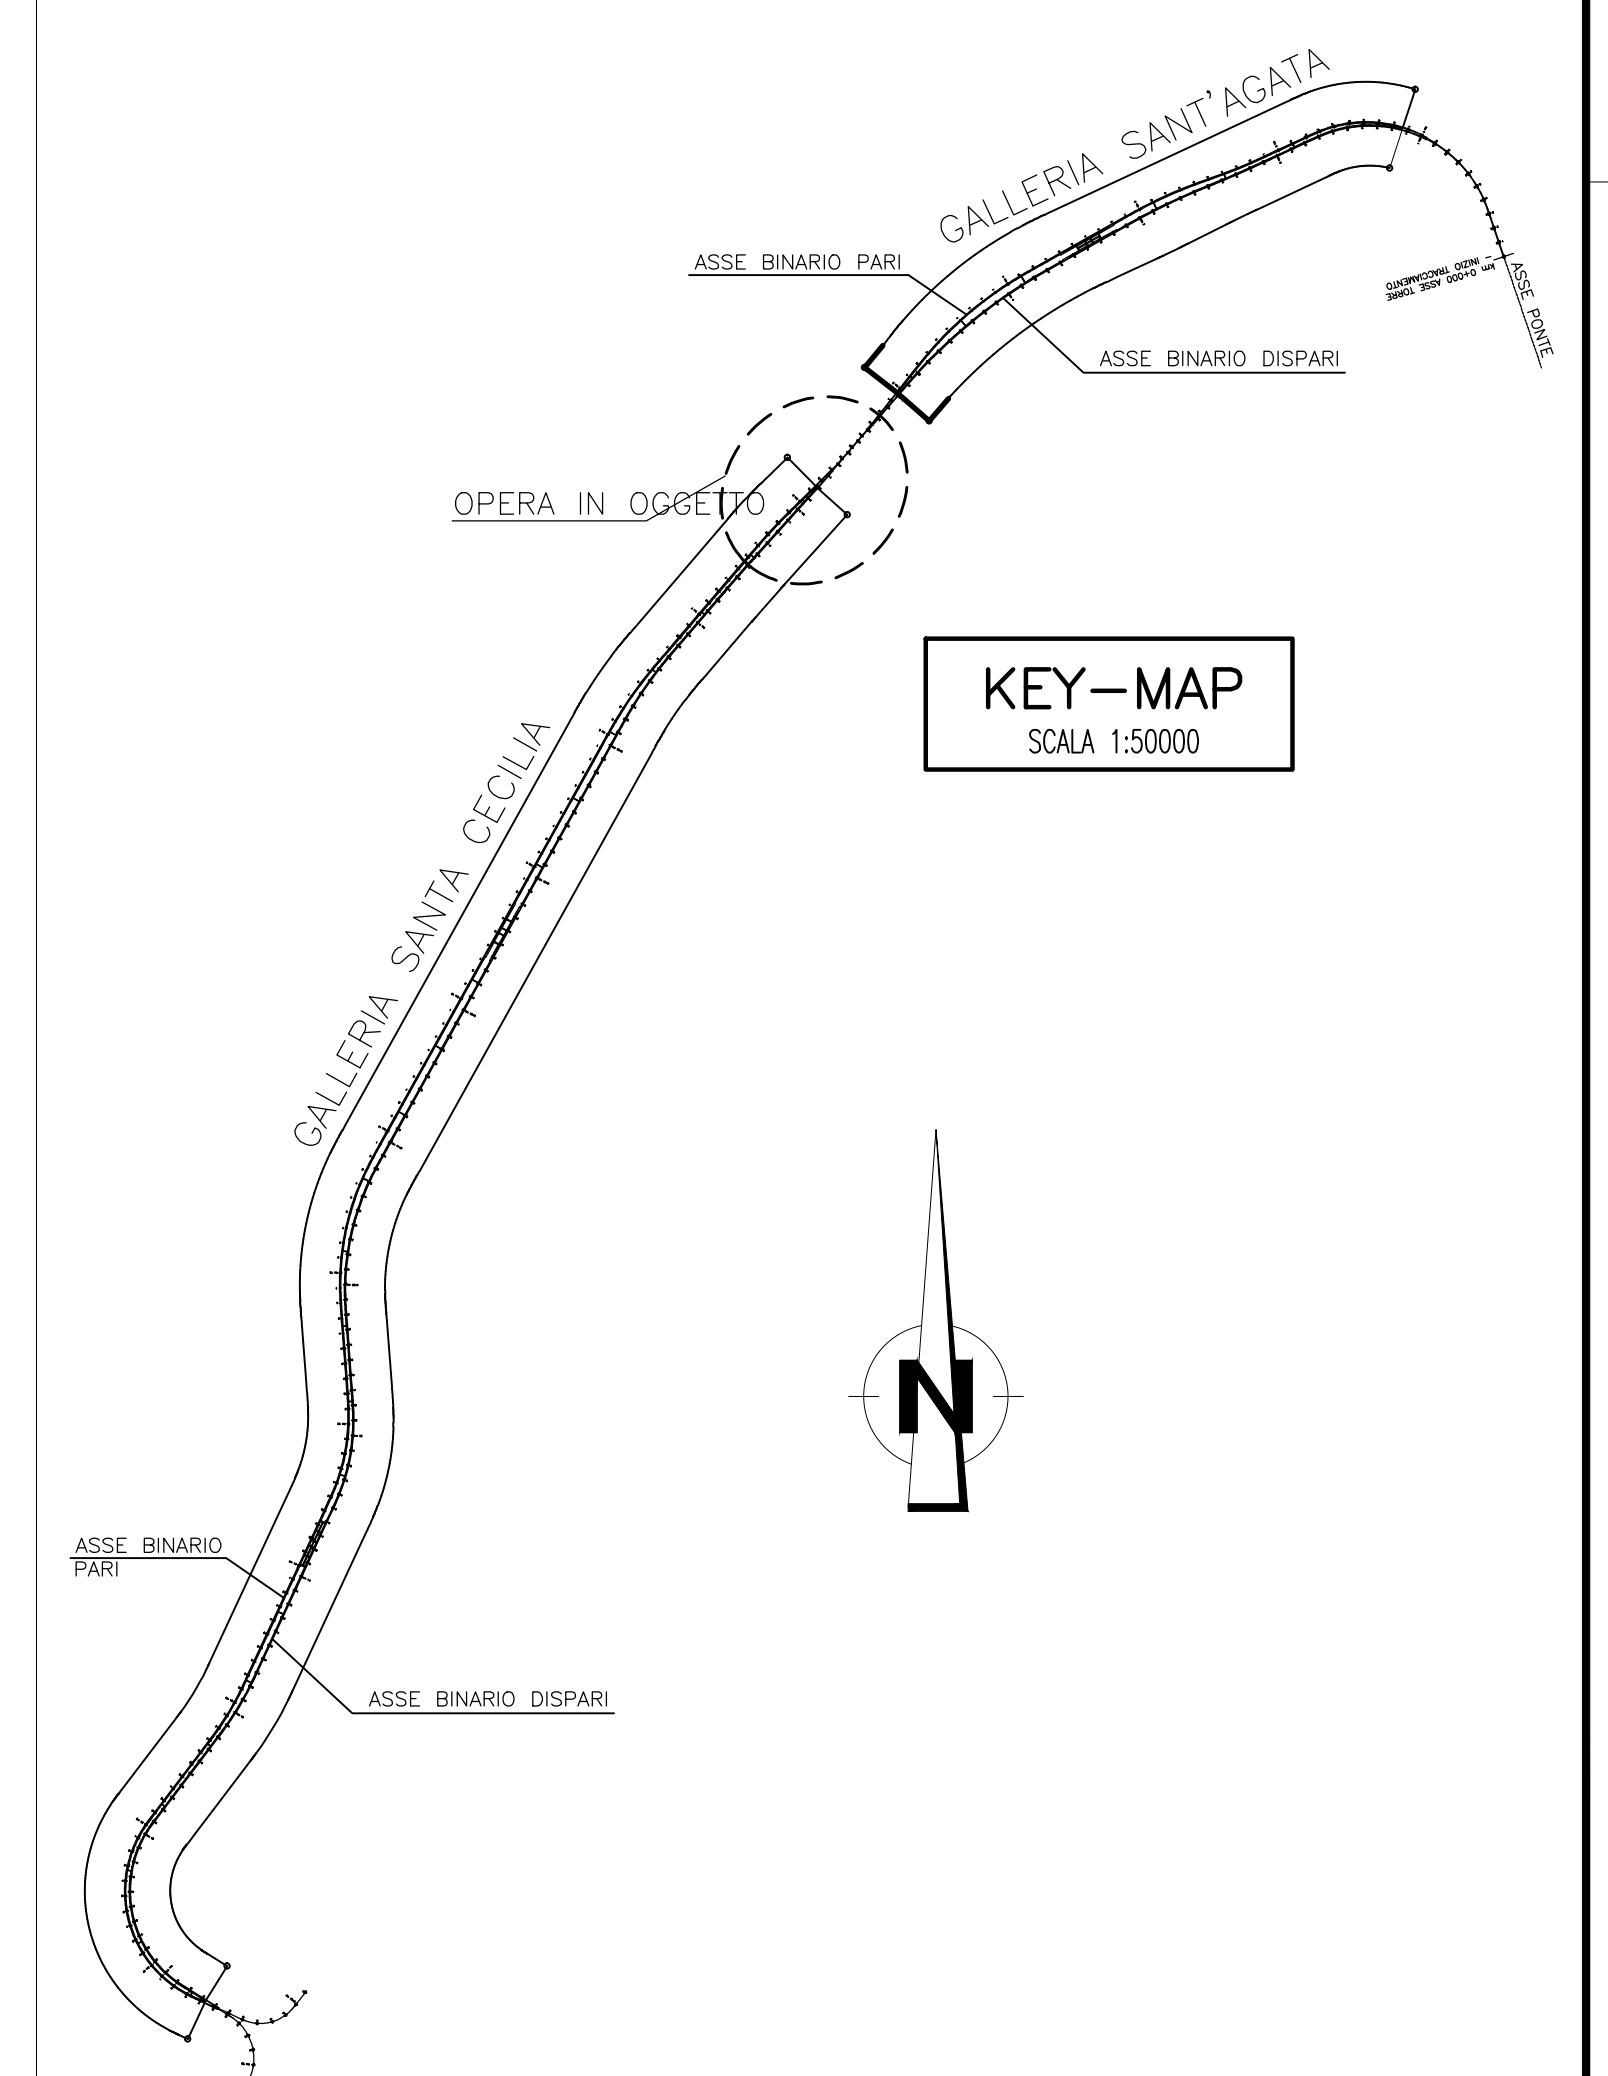 GALLERIA SANT'AGATA
ASSE BINARIO PARI
km 0+000 ASSE TORRE
- INIZIO TRACCIAMENTO
ASSE PONTE
ASSE BINARIO DISPARI
OPERA IN OGGETTO
KEY-MAP
SCALA 1:50000
GALLERIA SANTA CECILIA
N
ASSE BINARIO
PARI
ASSE BINARIO DISPARI